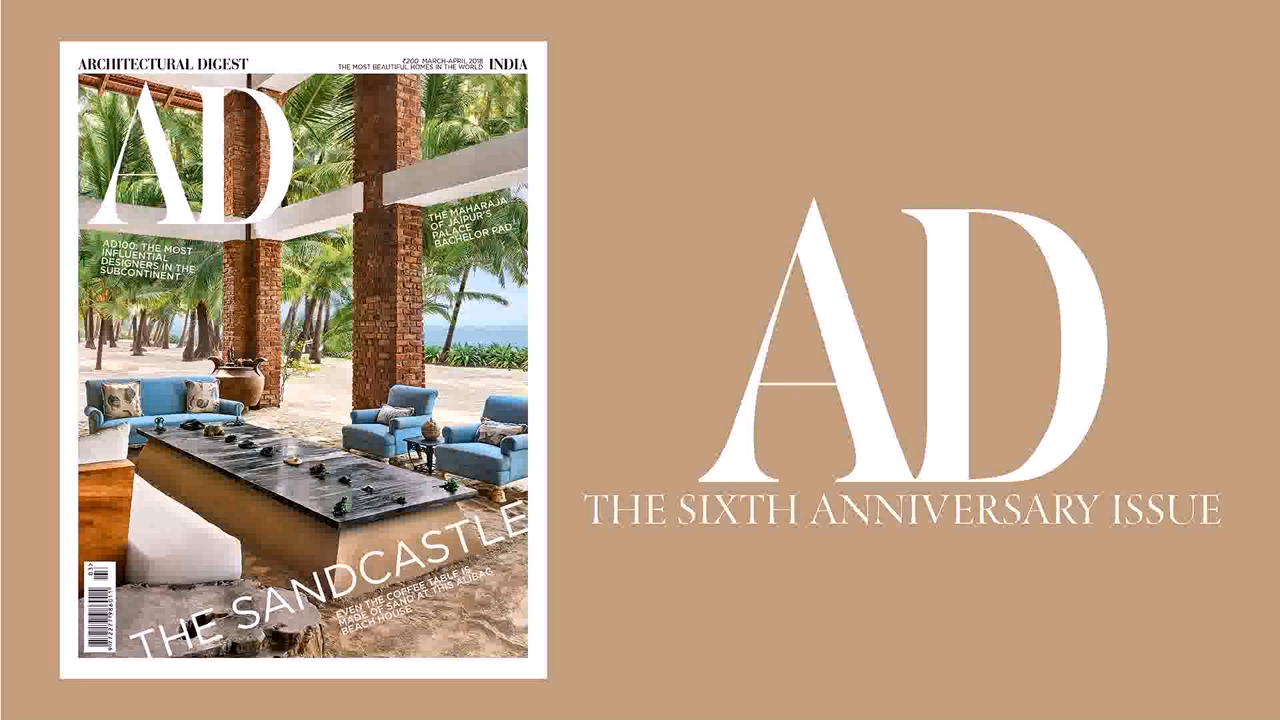 ARCHITECTURAL DIGEST
₹200 MARCH-APRIL 2018
THE MOST BEAUTIFUL HOMES IN THE WORLD
INDIA
AD
AD100: THE MOST
INFLUENTIAL
DESIGNERS IN THE
SUBCONTINENT
THE MAHARAJA
OF JAIPUR'S
PALACE
BACHELOR PAD
THE SANDCASTLE
EVEN THE COFFEE TABLE IS
MADE OF SAND AT THIS ALIBAG
BEACH HOUSE
AD
THE SIXTH ANNIVERSARY ISSUE